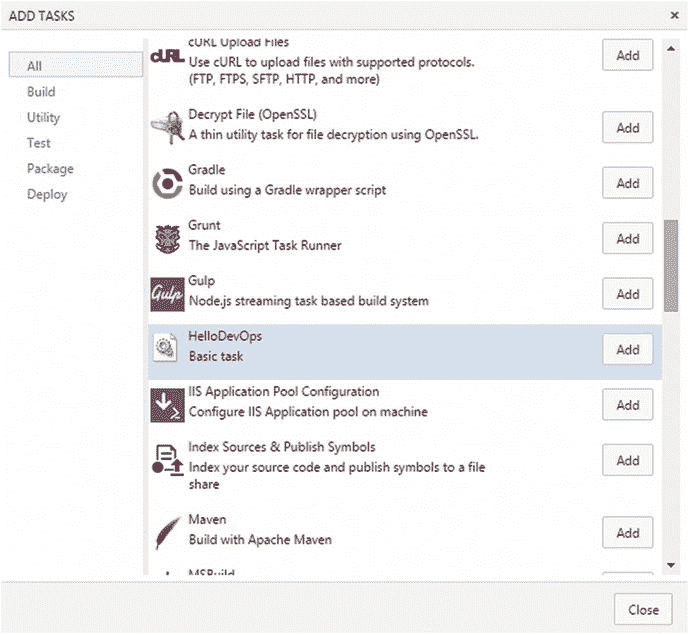 ADD TASKS
All
Build
Utility
Test
Package
Deploy
cURL
cURL Upload Files
Use cURL to upload files with supported protocols.
(FTP, FTPS, SFTP, HTTP, and more)
Add
Decrypt File (OpenSSL)
A thin utility task for file decryption using OpenSSL.
Add
Gradle
Build using a Gradle wrapper script
Add
Grunt
The JavaScript Task Runner
Add
Gulp
Gulp
Node.js streaming task based build system
Add
HelloDevOps
Basic task
Add
IIS Application Pool Configuration
Configure IIS Application pool on machine
Add
Index Sources & Publish Symbols
Index your source code and publish symbols to a file
share
Add
Maven
Build with Apache Maven
Add
MSBuild
Close